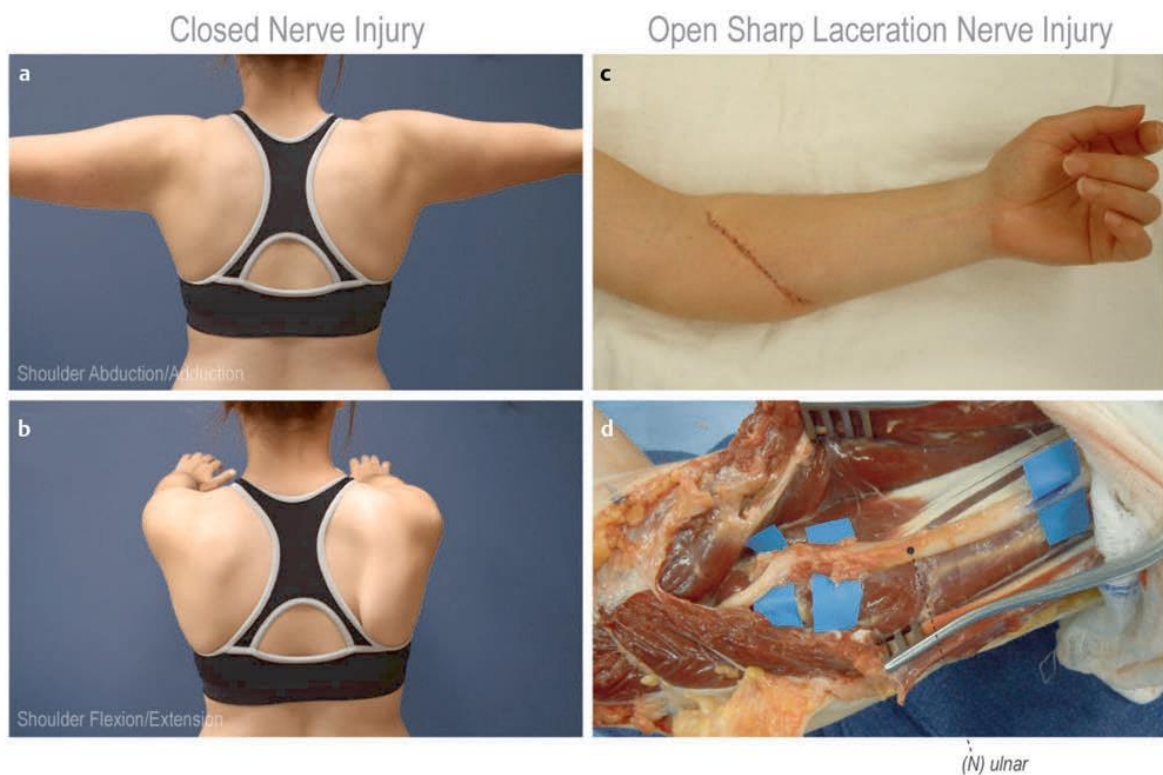 Closed Nerve Injury
Open Sharp Laceration Nerve Injury
a
Shoulder Abduction/Adduction
b
Shoulder Flexion/Extension
c
d
(N) ulnar